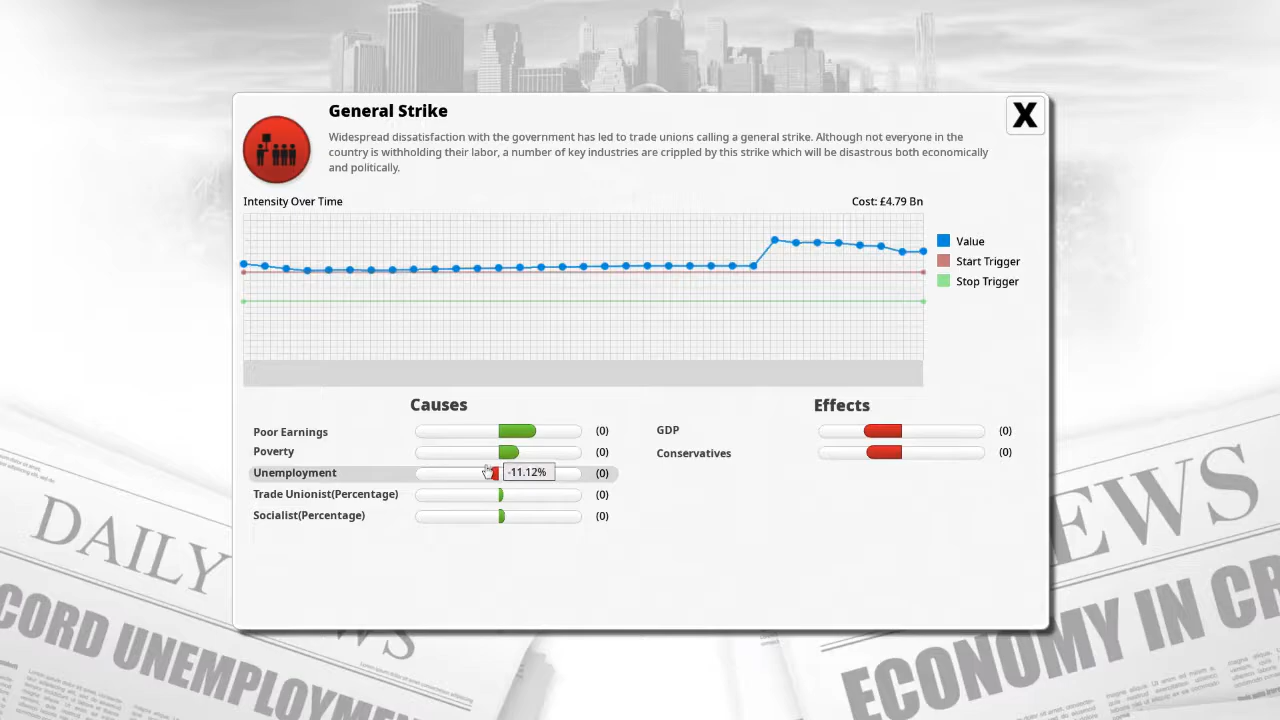 General Strike
X
Widespread dissatisfaction with the government has led to trade unions calling a general strike. Although not everyone in the
country is withholding their labor, a number of key industries are crippled by this strike which will be disastrous both economically
and politically.
Intensity Over Time
Cost: £4.79 Bn
Value
Start Trigger
Stop Trigger
Causes
Effects
Poor Earnings (0)
Poverty (0)
Unemployment -11.12% (0)
Trade Unionist(Percentage) (0)
Socialist(Percentage) (0)
GDP (0)
Conservatives (0)
DAILY
WS
CORD UNEMPLOYM
EWS
ECONOMY IN CR